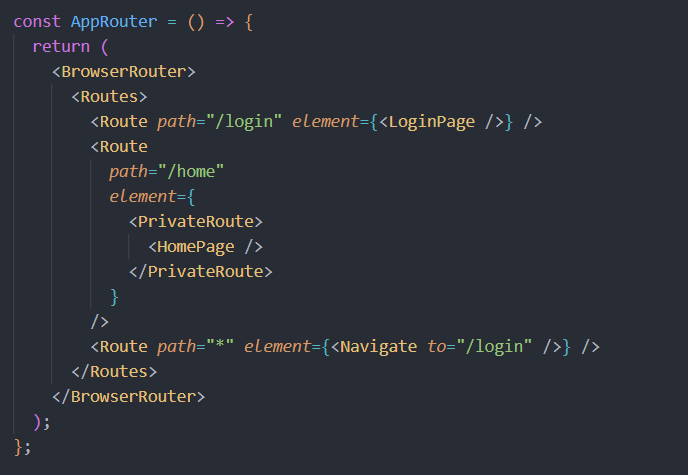 const AppRouter = () => {
  return (
    <BrowserRouter>
      <Routes>
        <Route path="/login" element={<LoginPage />} />
        <Route
          path="/home"
          element={
            <PrivateRoute>
              <HomePage />
            </PrivateRoute>
          }
        />
        <Route path="*" element={<Navigate to="/login" />} />
      </Routes>
    </BrowserRouter>
  );
};